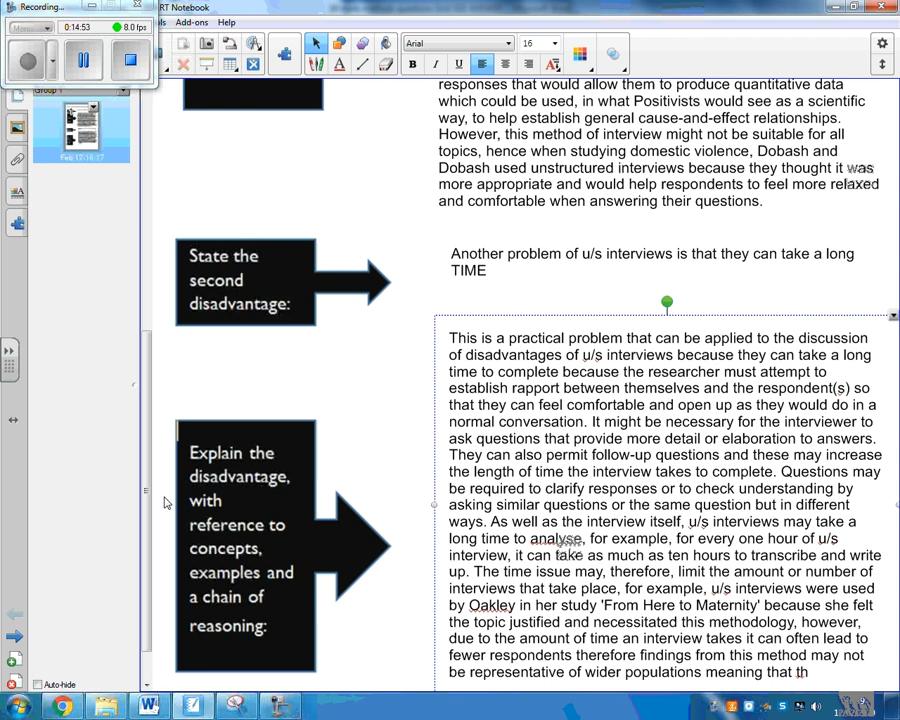 Recording...
RT Notebook
0:14:53
8.0 fps
Menu
ls Add-ons Help
Arial
16
B I U
Group 1
Feb 12-16:17
responses that would allow them to produce quantitative data
which could be used, in what Positivists would see as a scientific
way, to help establish general cause-and-effect relationships.
However, this method of interview might not be suitable for all
topics, hence when studying domestic violence, Dobash and
Dobash used unstructured interviews because they thought it was
more appropriate and would help respondents to feel more relaxed
and comfortable when answering their questions.
State the
second
disadvantage:
Another problem of u/s interviews is that they can take a long
TIME
This is a practical problem that can be applied to the discussion
of disadvantages of u/s interviews because they can take a long
time to complete because the researcher must attempt to
establish rapport between themselves and the respondent(s) so
that they can feel comfortable and open up as they would do in a
normal conversation. It might be necessary for the interviewer to
ask questions that provide more detail or elaboration to answers.
They can also permit follow-up questions and these may increase
the length of time the interview takes to complete. Questions may
be required to clarify responses or to check understanding by
asking similar questions or the same question but in different
ways. As well as the interview itself, u/s interviews may take a
long time to analyse, for example, for every one hour of u/s
interview, it can take as much as ten hours to transcribe and write
up. The time issue may, therefore, limit the amount or number of
interviews that take place, for example, u/s interviews were used
by Oakley in her study 'From Here to Maternity' because she felt
the topic justified and necessitated this methodology, however,
due to the amount of time an interview takes it can often lead to
fewer respondents therefore findings from this method may not
be representative of wider populations meaning that th
Explain the
disadvantage,
with
reference to
concepts,
examples and
a chain of
reasoning:
Auto-hide